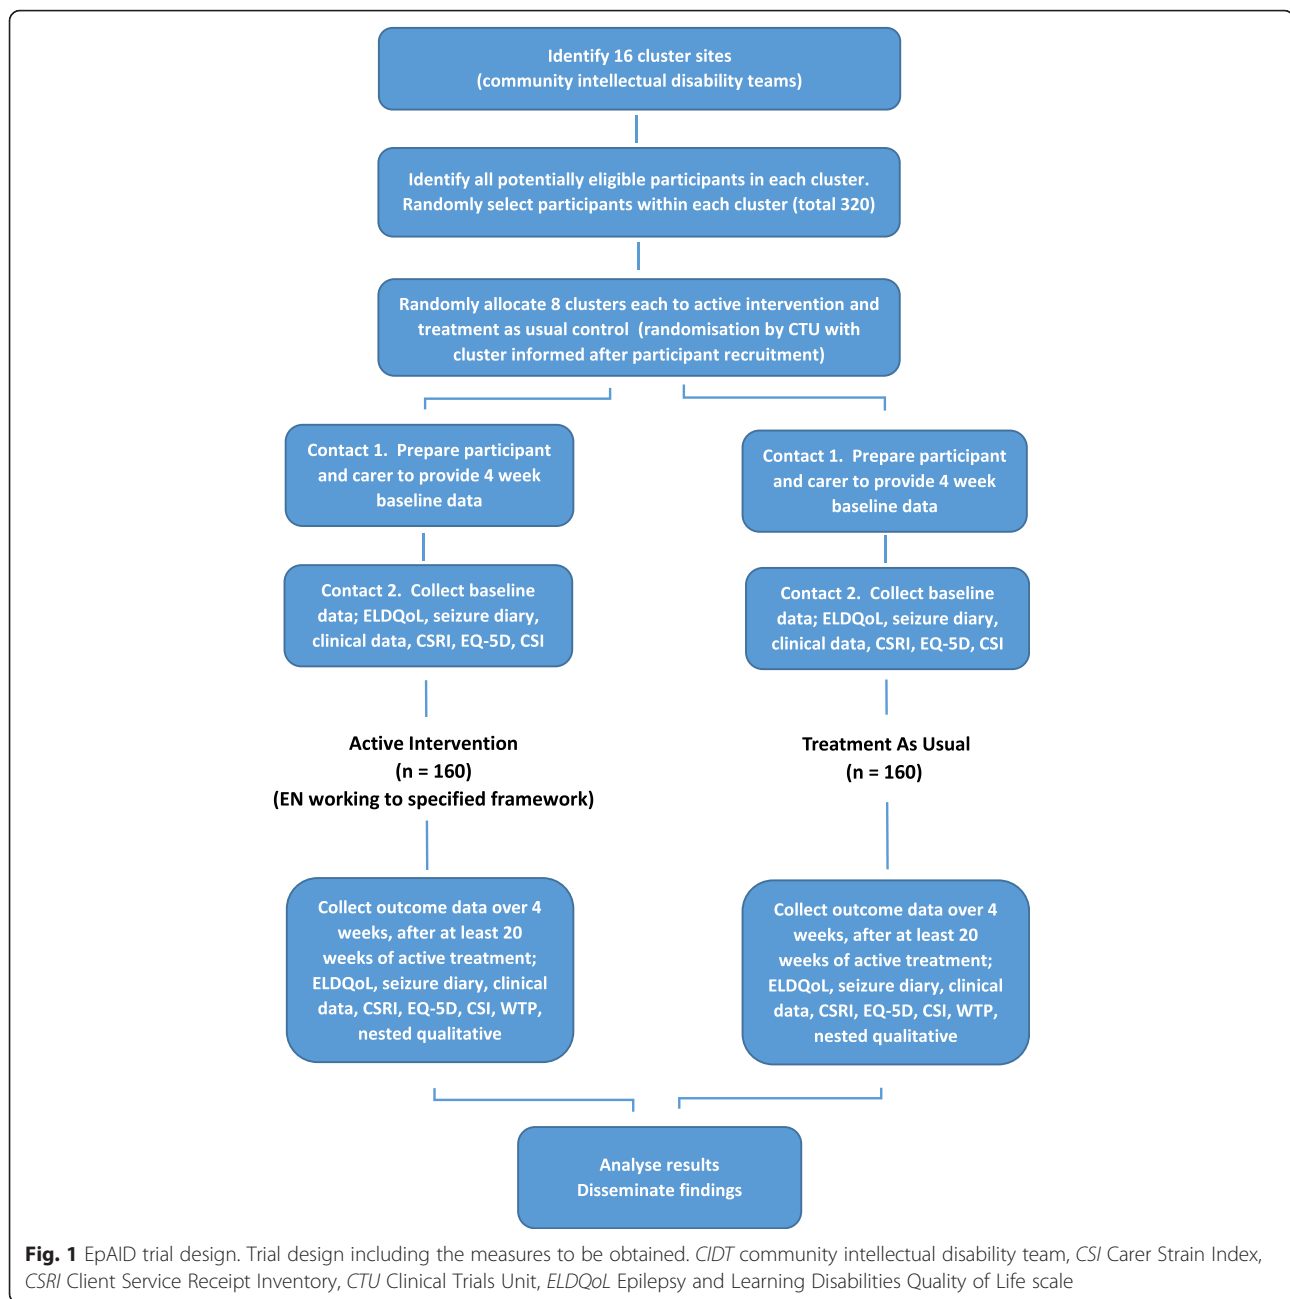 Identify 16 cluster sites
(community intellectual disability teams)
Identify all potentially eligible participants in each cluster.
Randomly select participants within each cluster (total 320)
Randomly allocate 8 clusters each to active intervention and
treatment as usual control (randomisation by CTU with
cluster informed after participant recruitment)
Contact 1. Prepare participant
and carer to provide 4 week
baseline data
Contact 2. Collect baseline
data; ELDQoL, seizure diary,
clinical data, CSRI, EQ-5D, CSI
Active Intervention
(n = 160)
(EN working to specified framework)
Collect outcome data over 4
weeks, after at least 20
weeks of active treatment;
ELDQoL, seizure diary, clinical
data, CSRI, EQ-5D, CSI, WTP,
nested qualitative
Contact 1. Prepare participant
and carer to provide 4 week
baseline data
Contact 2. Collect baseline
data; ELDQoL, seizure diary,
clinical data, CSRI, EQ-5D, CSI
Treatment As Usual
(n = 160)
Collect outcome data over 4
weeks, after at least 20
weeks of active treatment;
ELDQoL, seizure diary, clinical
data, CSRI, EQ-5D, CSI, WTP,
nested qualitative
Analyse results
Disseminate findings
Fig. 1 EpAID trial design. Trial design including the measures to be obtained. CIDT community intellectual disability team, CSI Carer Strain Index,
CSRI Client Service Receipt Inventory, CTU Clinical Trials Unit, ELDQoL Epilepsy and Learning Disabilities Quality of Life scale